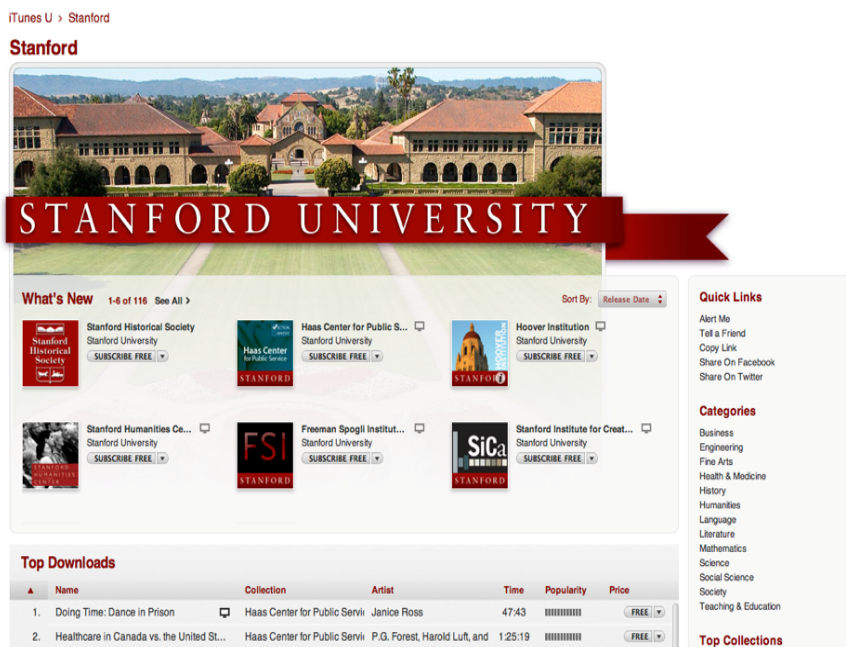 iTunes U > Stanford
Stanford
STANFORD UNIVERSITY
What's New 1-6 of 116 See All >
Sort By: Release Date
Stanford Historical Society
Stanford Historical Society
Stanford University
SUBSCRIBE FREE
Haas Center for Public Service
STANFORD
Haas Center for Public S...
Stanford University
SUBSCRIBE FREE
HOOVER INSTITUTION
STANFORD
Hoover Institution
Stanford University
SUBSCRIBE FREE
STANFORD HUMANITIES CENTER
Stanford Humanities Ce...
Stanford University
SUBSCRIBE FREE
FSI
STANFORD
Freeman Spogli Institut...
Stanford University
SUBSCRIBE FREE
SiCa
STANFORD
Stanford Institute for Creat...
Stanford University
SUBSCRIBE FREE
Top Downloads
Name Collection Artist Time Popularity Price
1. Doing Time: Dance in Prison Haas Center for Public Servic Janice Ross 47:43 FREE
2. Healthcare in Canada vs. the United St... Haas Center for Public Servic P.G. Forest, Harold Luft, and 1:25:19 FREE
Quick Links
Alert Me
Tell a Friend
Copy Link
Share On Facebook
Share On Twitter
Categories
Business
Engineering
Fine Arts
Health & Medicine
History
Humanities
Language
Literature
Mathematics
Science
Social Science
Society
Teaching & Education
Top Collections